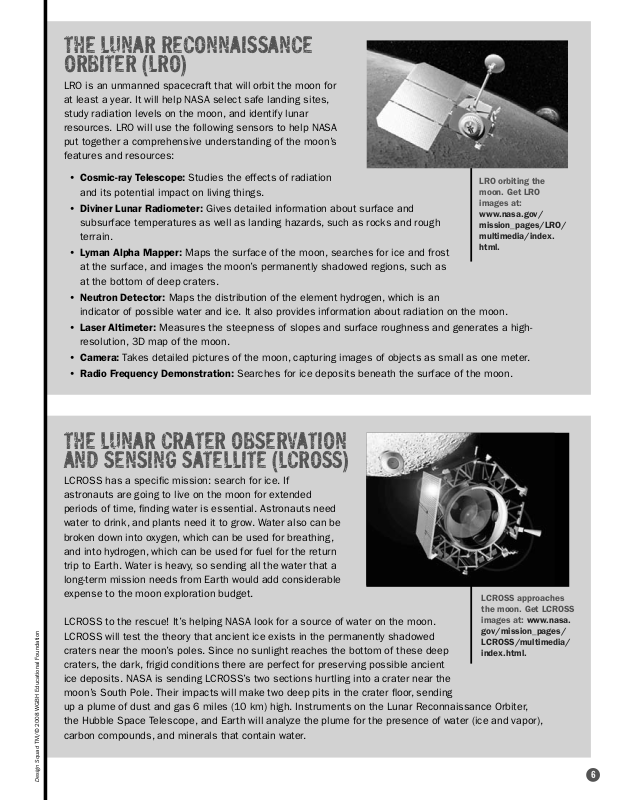 THE LUNAR RECONNAISSANCE
ORBITER (LRO)
LRO is an unmanned spacecraft that will orbit the moon for
at least a year. It will help NASA select safe landing sites,
study radiation levels on the moon, and identify lunar
resources. LRO will use the following sensors to help NASA
put together a comprehensive understanding of the moon's
features and resources:
• Cosmic-ray Telescope: Studies the effects of radiation
and its potential impact on living things.
• Diviner Lunar Radiometer: Gives detailed information about surface and
subsurface temperatures as well as landing hazards, such as rocks and rough
terrain.
• Lyman Alpha Mapper: Maps the surface of the moon, searches for ice and frost
at the surface, and images the moon's permanently shadowed regions, such as
at the bottom of deep craters.
• Neutron Detector: Maps the distribution of the element hydrogen, which is an
indicator of possible water and ice. It also provides information about radiation on the moon.
• Laser Altimeter: Measures the steepness of slopes and surface roughness and generates a high-
resolution, 3D map of the moon.
• Camera: Takes detailed pictures of the moon, capturing images of objects as small as one meter.
• Radio Frequency Demonstration: Searches for ice deposits beneath the surface of the moon.
LRO orbiting the
moon. Get LRO
images at:
www.nasa.gov/
mission_pages/LRO/
multimedia/index.
html.
THE LUNAR CRATER OBSERVATION
AND SENSING SATELLITE (LCROSS)
LCROSS has a specific mission: search for ice. If
astronauts are going to live on the moon for extended
periods of time, finding water is essential. Astronauts need
water to drink, and plants need it to grow. Water also can be
broken down into oxygen, which can be used for breathing,
and into hydrogen, which can be used for fuel for the return
trip to Earth. Water is heavy, so sending all the water that a
long-term mission needs from Earth would add considerable
expense to the moon exploration budget.
LCROSS to the rescue! It's helping NASA look for a source of water on the moon.
LCROSS will test the theory that ancient ice exists in the permanently shadowed
craters near the moon's poles. Since no sunlight reaches the bottom of these deep
craters, the dark, frigid conditions there are perfect for preserving possible ancient
ice deposits. NASA is sending LCROSS's two sections hurtling into a crater near the
moon's South Pole. Their impacts will make two deep pits in the crater floor, sending
up a plume of dust and gas 6 miles (10 km) high. Instruments on the Lunar Reconnaissance Orbiter,
the Hubble Space Telescope, and Earth will analyze the plume for the presence of water (ice and vapor),
carbon compounds, and minerals that contain water.
LCROSS approaches
the moon. Get LCROSS
images at: www.nasa.
gov/mission_pages/
LCROSS/multimedia/
index.html.
Design Squad TM/© 2008 WGBH Educational Foundation
6